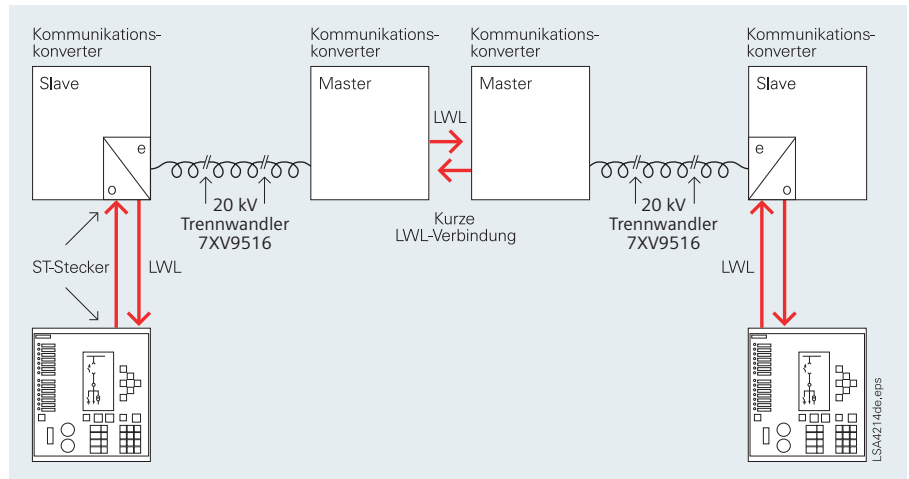 Kommunikations-
konverter
Slave
e
o
Kommunikations-
konverter
Master
LWL
Kommunikations-
konverter
Master
Kommunikations-
konverter
Slave
e
o
20 kV
Trennwandler
7XV9516
Kurze
LWL-Verbindung
20 kV
Trennwandler
7XV9516
ST-Stecker
LWL
LWL
LSA4214de.eps